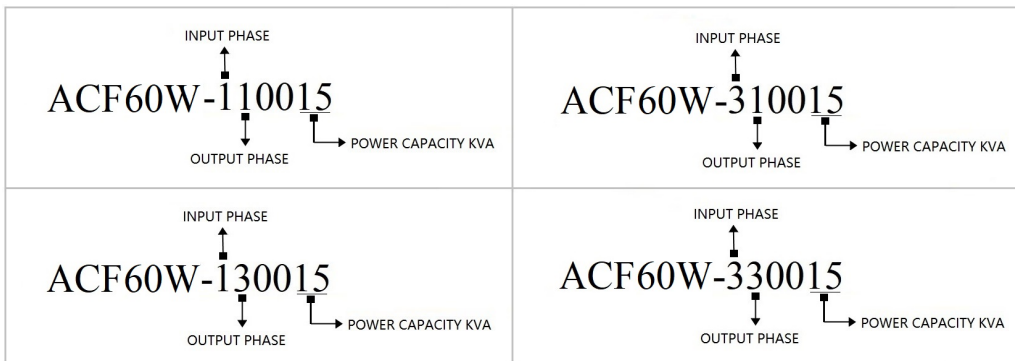 INPUT PHASE
ACF60W-110015
POWER CAPACITY KVA
OUTPUT PHASE
INPUT PHASE
ACF60W-310015
POWER CAPACITY KVA
OUTPUT PHASE
INPUT PHASE
ACF60W-130015
POWER CAPACITY KVA
OUTPUT PHASE
INPUT PHASE
ACF60W-330015
POWER CAPACITY KVA
OUTPUT PHASE